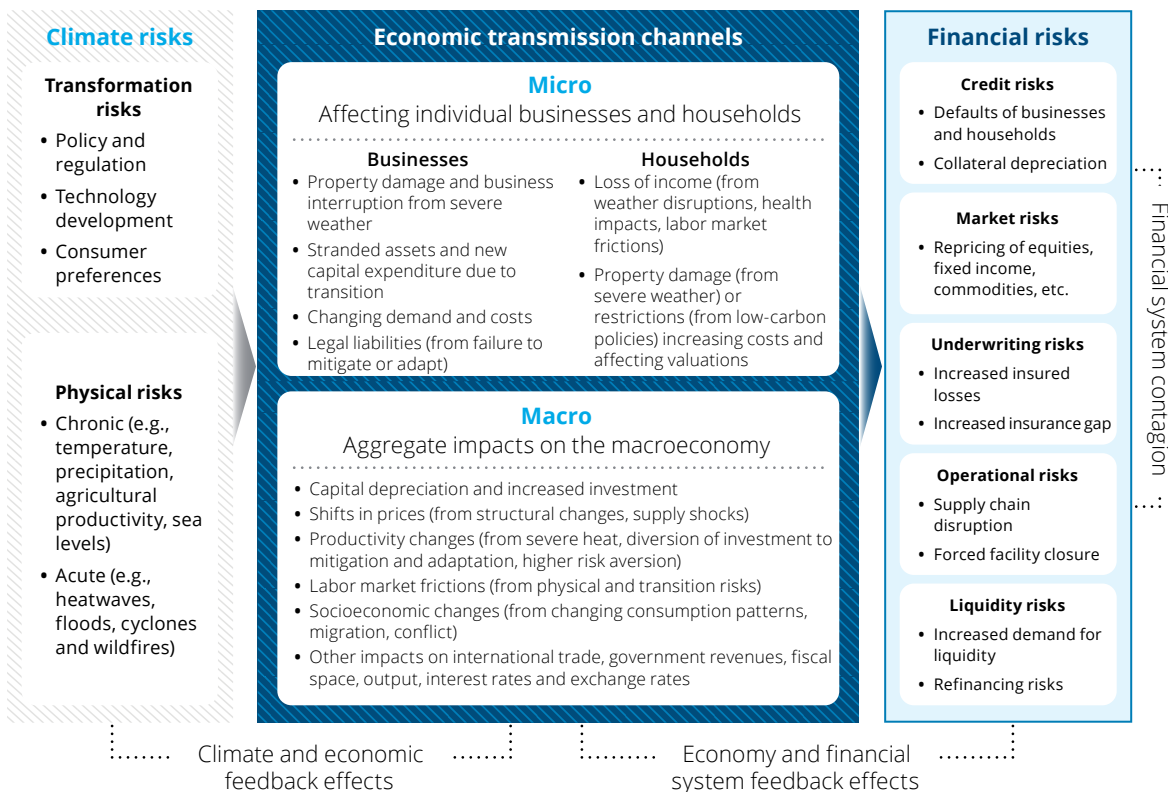 Climate risks
Transformation
risks
• Policy and
regulation
• Technology
development
• Consumer
preferences
Physical risks
• Chronic (e.g.,
temperature,
precipitation,
agricultural
productivity, sea
levels)
• Acute (e.g.,
heatwaves,
floods, cyclones
and wildfires)
Economic transmission channels
Micro
Affecting individual businesses and households
Businesses
• Property damage and business
interruption from severe
weather
• Stranded assets and new
capital expenditure due to
transition
• Changing demand and costs
• Legal liabilities (from failure to
mitigate or adapt)
Households
• Loss of income (from
weather disruptions, health
impacts, labor market
frictions)
• Property damage (from
severe weather) or
restrictions (from low-carbon
policies) increasing costs and
affecting valuations
Macro
Aggregate impacts on the macroeconomy
• Capital depreciation and increased investment
• Shifts in prices (from structural changes, supply shocks)
• Productivity changes (from severe heat, diversion of investment to
mitigation and adaptation, higher risk aversion)
• Labor market frictions (from physical and transition risks)
• Socioeconomic changes (from changing consumption patterns,
migration, conflict)
• Other impacts on international trade, government revenues, fiscal
space, output, interest rates and exchange rates
Financial risks
Credit risks
• Defaults of businesses
and households
• Collateral depreciation
Market risks
• Repricing of equities,
fixed income,
commodities, etc.
Underwriting risks
• Increased insured
losses
• Increased insurance gap
Operational risks
• Supply chain
disruption
• Forced facility closure
Liquidity risks
• Increased demand for
liquidity
• Refinancing risks
Financial system contagion
Climate and economic
feedback effects
Economy and financial
system feedback effects